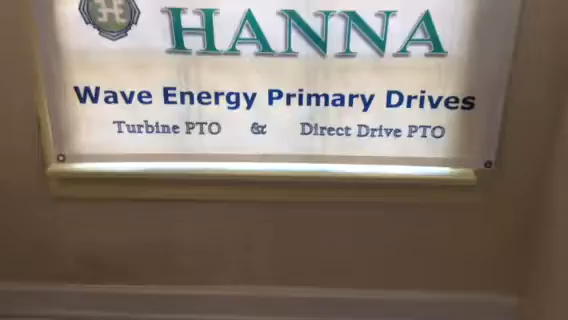 HANNA
Wave Energy Primary Drives
Turbine PTO & Direct Drive PTO